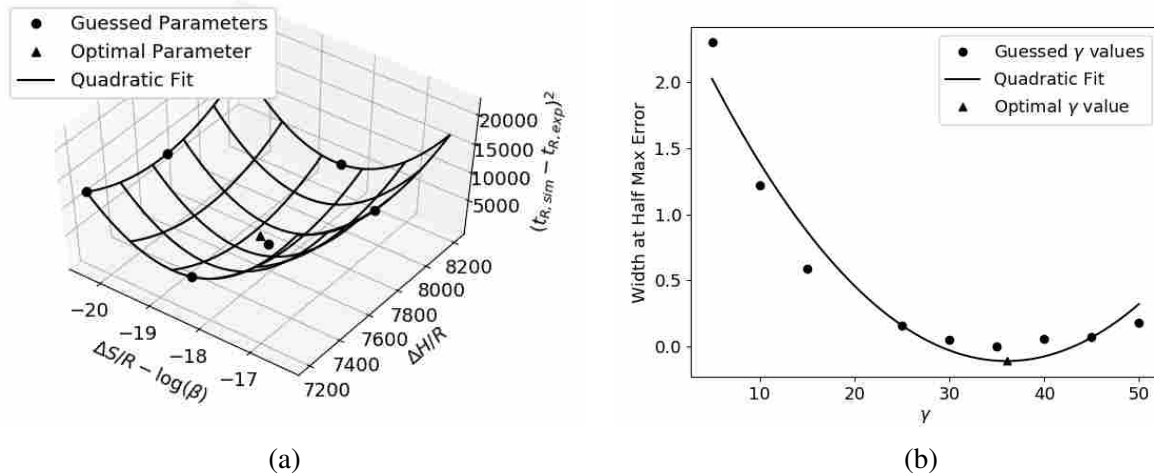 Guessed Parameters
Optimal Parameter
Quadratic Fit
20000
15000
10000
5000
(t_{R,sim} − t_{R,exp})^2
8200
8000
7800
7600
7400
7200
ΔH/R
−20
−19
−18
−17
ΔS/R − log(β)
(a)
Guessed γ values
Quadratic Fit
Optimal γ value
2.0
1.5
1.0
0.5
0.0
Width at Half Max Error
10
20
30
40
50
γ
(b)